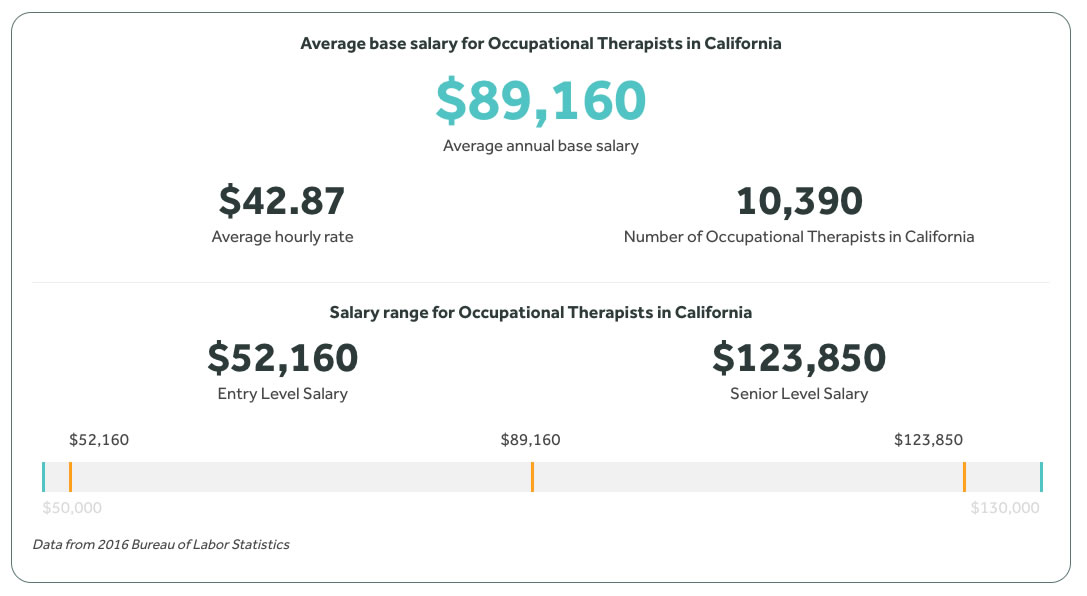 Average base salary for Occupational Therapists in California
$89,160
Average annual base salary
$42.87
Average hourly rate
10,390
Number of Occupational Therapists in California
Salary range for Occupational Therapists in California
$52,160
Entry Level Salary
$123,850
Senior Level Salary
$52,160
$89,160
$123,850
$50,000
$130,000
Data from 2016 Bureau of Labor Statistics